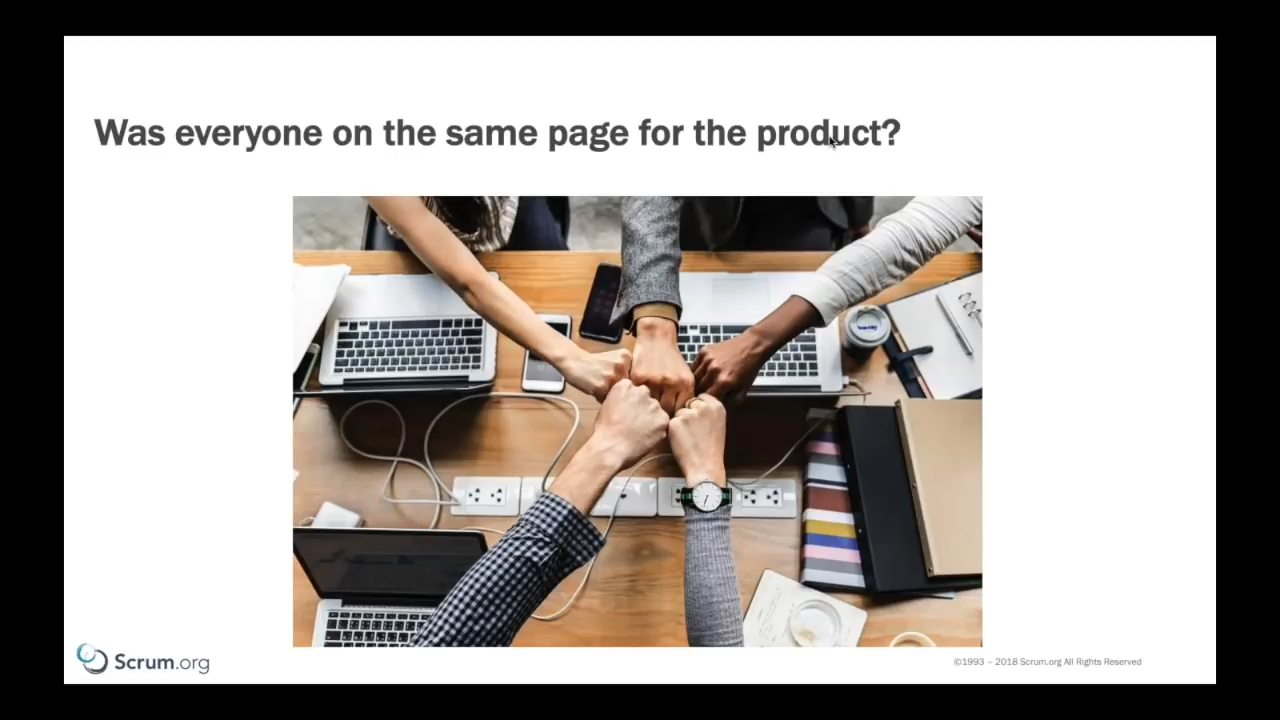 Was everyone on the same page for the product?
Scrum.org
©1993 – 2018 Scrum.org All Rights Reserved